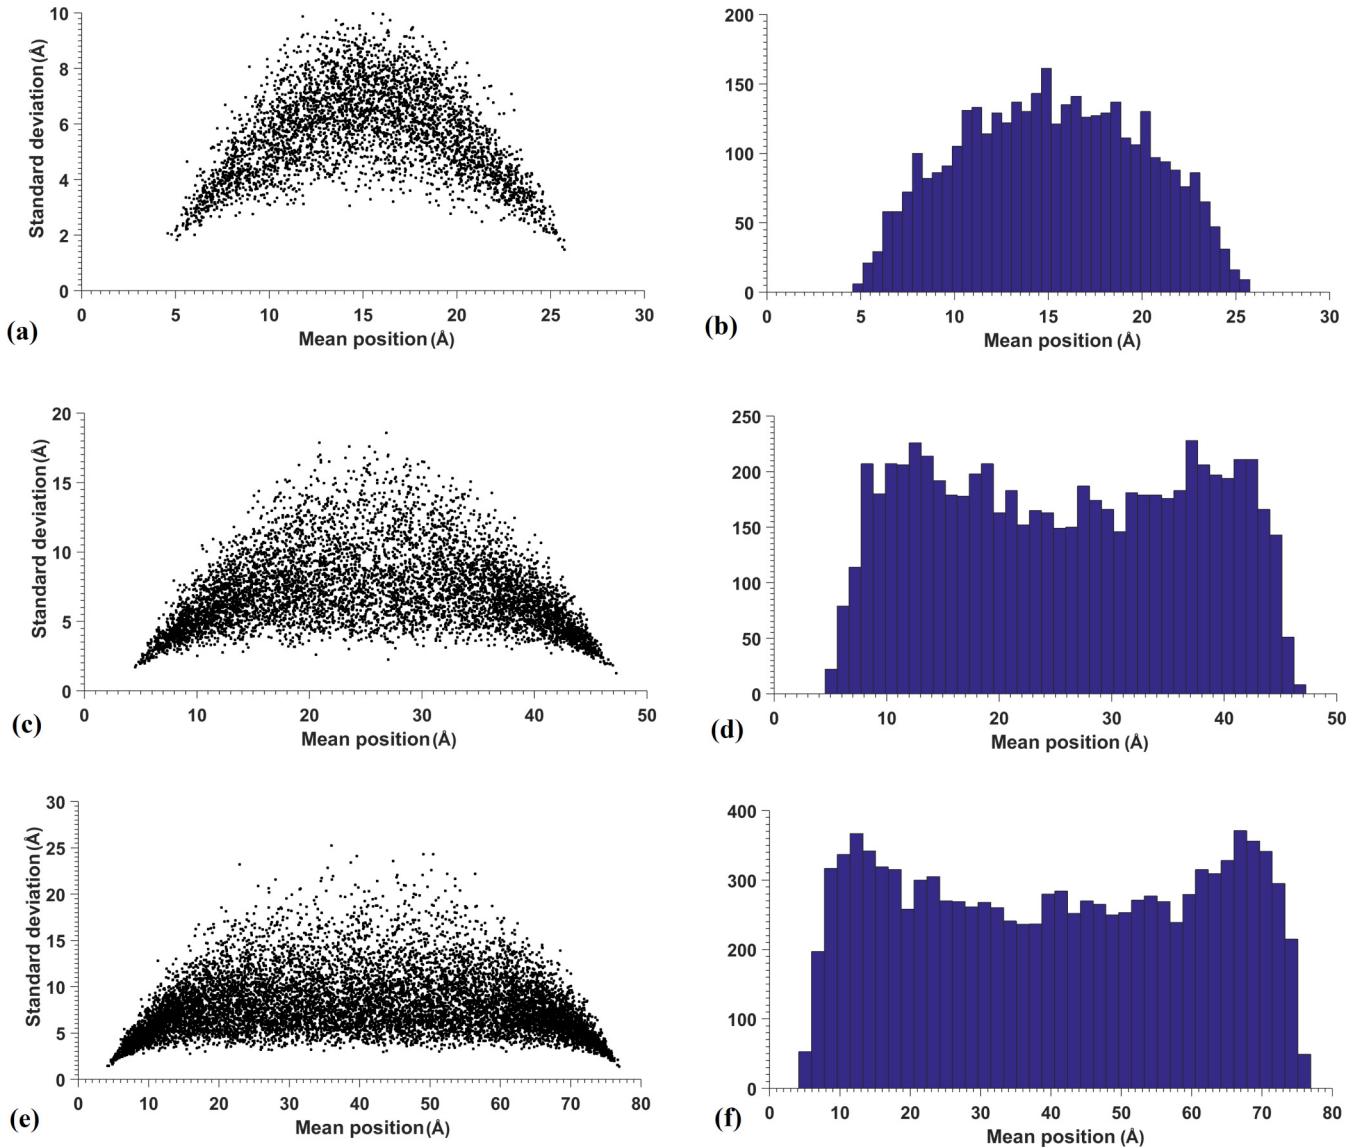 10
8
6
4
2
0
Standard deviation (Å)
0 5 10 15 20 25 30
Mean position (Å)
(a)
200
150
100
50
0
0 5 10 15 20 25 30
Mean position (Å)
(b)
20
15
10
5
0
Standard deviation (Å)
0 10 20 30 40 50
Mean position (Å)
(c)
250
200
150
100
50
0
0 10 20 30 40 50
Mean position (Å)
(d)
30
25
20
15
10
5
0
Standard deviation (Å)
0 10 20 30 40 50 60 70 80
Mean position (Å)
(e)
400
300
200
100
0
0 10 20 30 40 50 60 70 80
Mean position (Å)
(f)